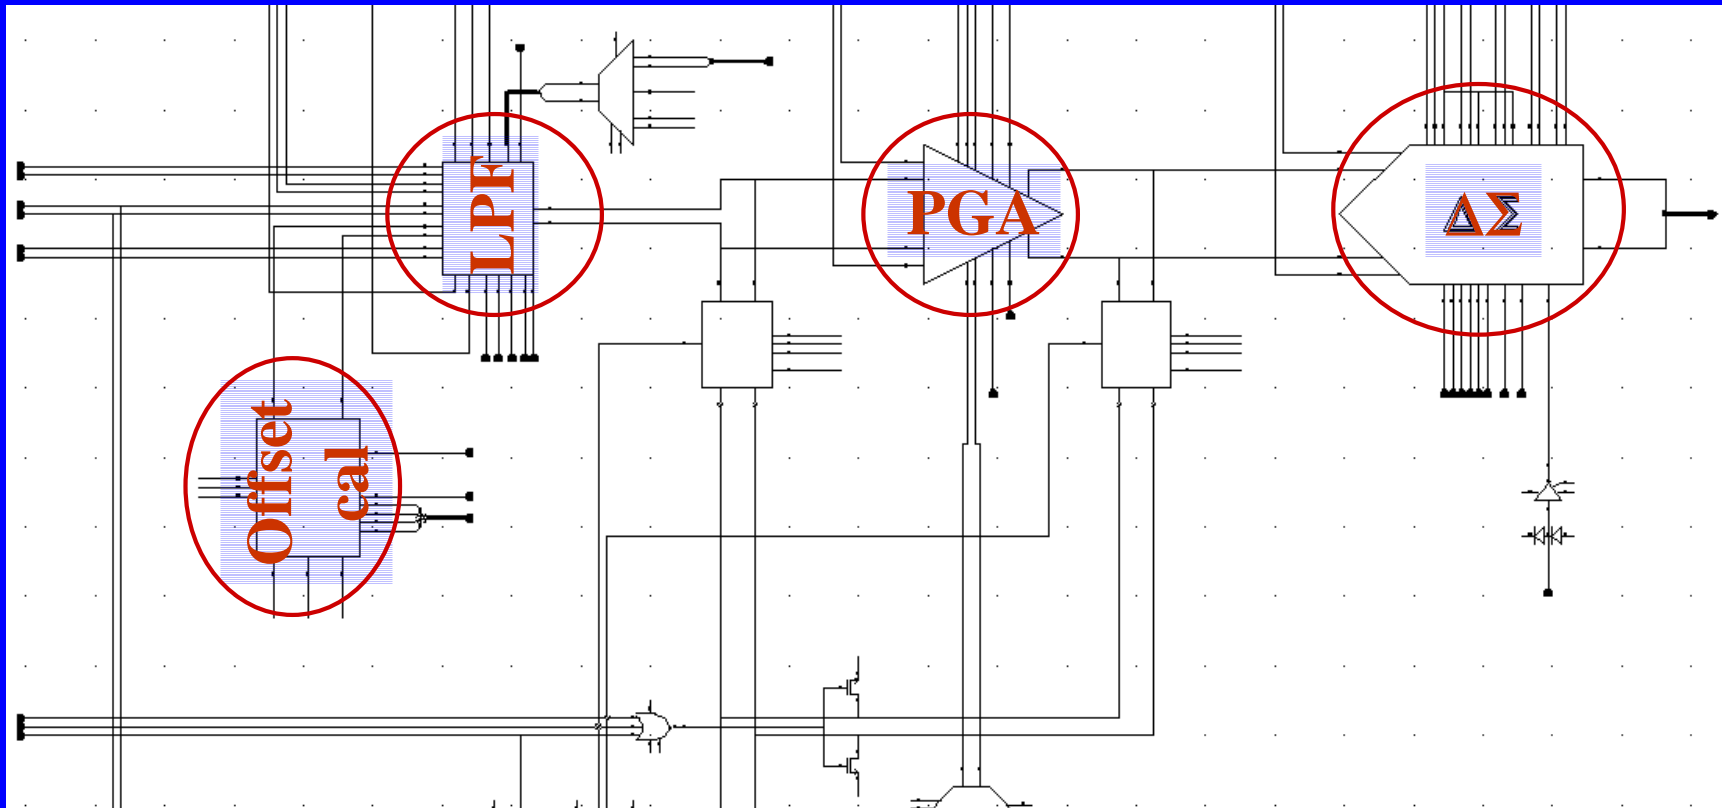 LPF
PGA
ΔΣ
Offset
cal